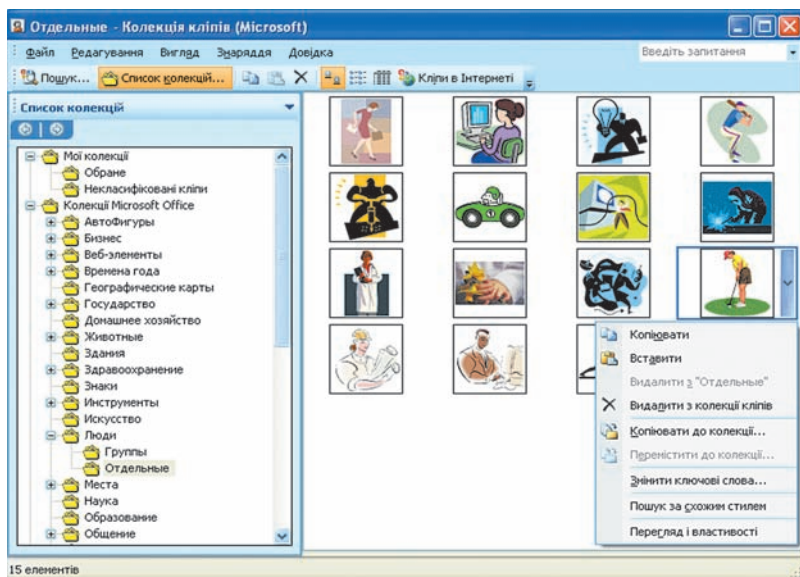 Отдельные - Колекція кліпів (Microsoft)
Файл Редагування Вигляд Знаряддя Довідка Введіть запитання
Пошук... Список колекцій... Кліпи в Інтернеті
Список колекцій
Мої колекції
Обране
Некласифіковані кліпи
Колекції Microsoft Office
АвтоФигуры
Бизнес
Веб-элементы
Времена года
Географические карты
Государство
Домашнее хозяйство
Животные
Здания
Здравоохранение
Знаки
Инструменты
Искусство
Люди
Группы
Отдельные
Места
Наука
Образование
Общение
Копіювати
Вставити
Видалити з "Отдельные"
Видалити з колекції кліпів
Копіювати до колекції...
Перемістити до колекції...
Змінити ключові слова...
Пошук за схожим стилем
Перегляд і властивості
15 елементів